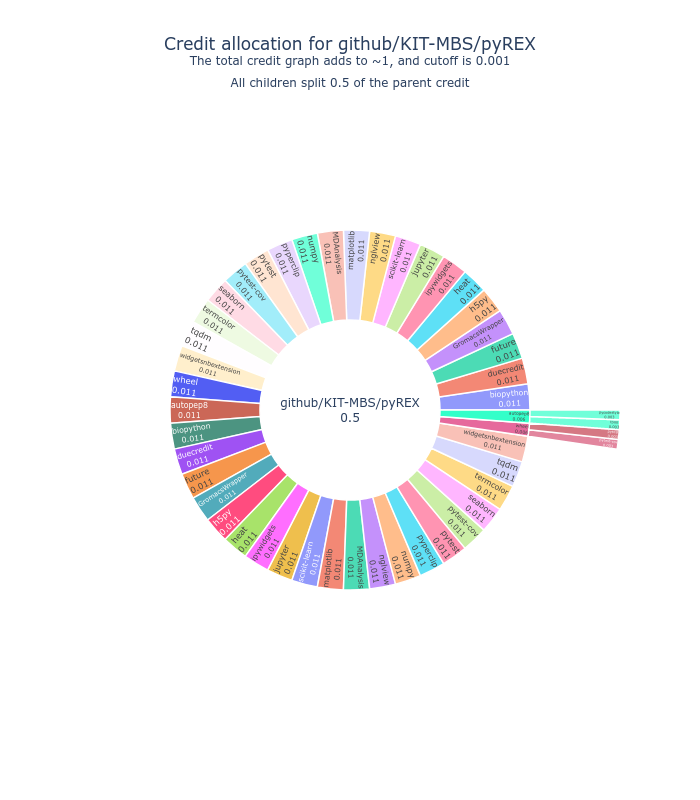 Credit allocation for github/KIT-MBS/pyREX
The total credit graph adds to ~1, and cutoff is 0.001
All children split 0.5 of the parent credit
github/KIT-MBS/pyREX
0.5
biopython
0.011
duecredit
0.011
future
0.011
GromacsWrapper
0.011
h5py
0.011
heat
0.011
ipywidgets
0.011
jupyter
0.011
scikit-learn
0.011
nglview
0.011
matplotlib
0.011
MDAnalysis
0.011
numpy
0.011
pyperclip
0.011
pytest
0.011
pytest-cov
0.011
seaborn
0.011
termcolor
0.011
tqdm
0.011
widgetsnbextension
0.011
wheel
0.011
autopep8
0.011
biopython
0.011
duecredit
0.011
future
0.011
GromacsWrapper
0.011
h5py
0.011
heat
0.011
ipywidgets
0.011
jupyter
0.011
scikit-learn
0.011
matplotlib
0.011
MDAnalysis
0.011
nglview
0.011
numpy
0.011
pyperclip
0.011
pytest
0.011
pytest-cov
0.011
seaborn
0.011
termcolor
0.011
tqdm
0.011
widgetsnbextension
0.011
wheel
autopep8